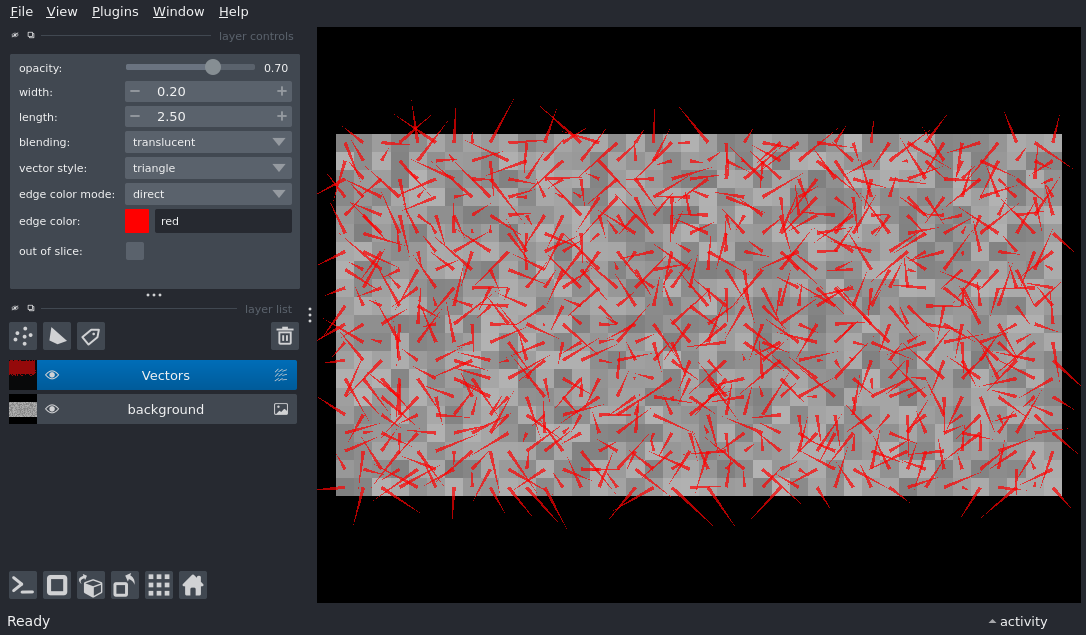 File View Plugins Window Help
layer controls
opacity: 0.70
width: − 0.20 +
length: − 2.50 +
blending: translucent
vector style: triangle
edge color mode: direct
edge color: red
out of slice:
layer list
Vectors
background
Ready
activity